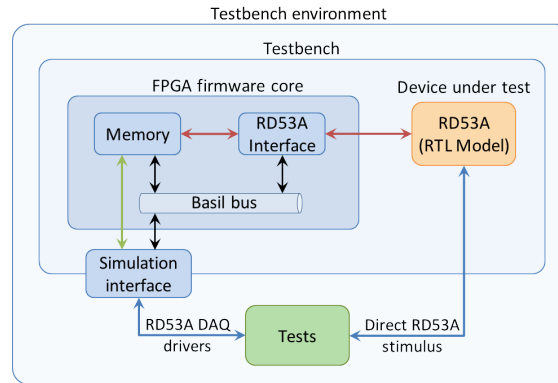 Testbench environment
Testbench
FPGA firmware core
Device under test
Memory
RD53A
Interface
RD53A
(RTL Model)
Basil bus
Simulation
interface
RD53A DAQ
drivers
Tests
Direct RD53A
stimulus